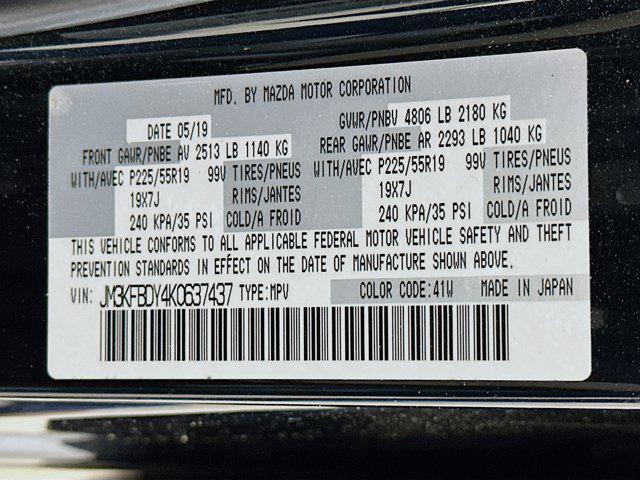 MFD. BY MAZDA MOTOR CORPORATION
DATE 05/19 GVWR/PNBV 4806 LB 2180 KG
FRONT GAWR/PNBE AV 2513 LB 1140 KG REAR GAWR/PNBE AR 2293 LB 1040 KG
WITH/AVEC P225/55R19 99V TIRES/PNEUS WITH/AVEC P225/55R19 99V TIRES/PNEUS
19X7J RIMS/JANTES 19X7J RIMS/JANTES
240 KPA/35 PSI COLD/A FROID 240 KPA/35 PSI COLD/A FROID
THIS VEHICLE CONFORMS TO ALL APPLICABLE FEDERAL MOTOR VEHICLE SAFETY AND THEFT
PREVENTION STANDARDS IN EFFECT ON THE DATE OF MANUFACTURE SHOWN ABOVE.
VIN: JM3KFBDY4K0637437 TYPE:MPV COLOR CODE:41W MADE IN JAPAN